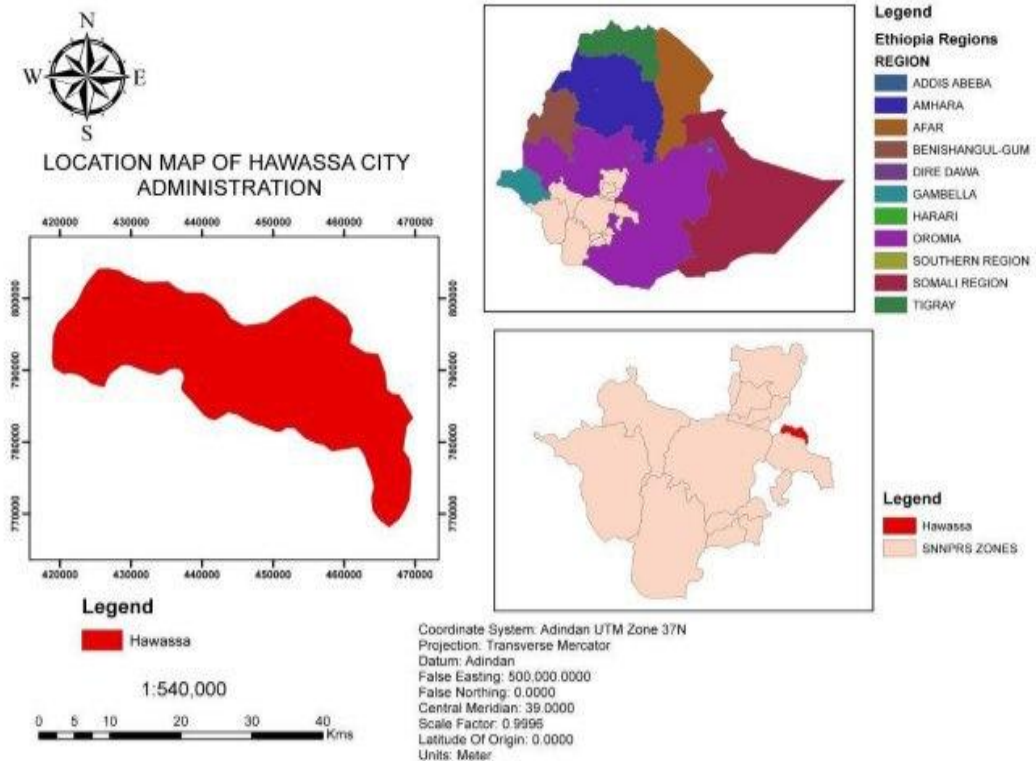 N
W
E
S
LOCATION MAP OF HAWASSA CITY
ADMINISTRATION
420000 430000 440000 450000 460000 470000
800000
790000
780000
770000
800000
790000
780000
770000
420000 430000 440000 450000 460000 470000
Legend
Hawassa
1:540,000
0 5 10 20 30 40
Kms
Legend
Ethiopia Regions
REGION
ADDIS ABEBA
AMHARA
AFAR
BENISHANGUL-GUM
DIRE DAWA
GAMBELLA
HARARI
OROMIA
SOUTHERN REGION
SOMALI REGION
TIGRAY
Legend
Hawassa
SNNPRS ZONES
Coordinate System: Adindan UTM Zone 37N
Projection: Transverse Mercator
Datum: Adindan
False Easting: 500,000.0000
False Northing: 0.0000
Central Meridian: 39.0000
Scale Factor: 0.9996
Latitude Of Origin: 0.0000
Units: Meter